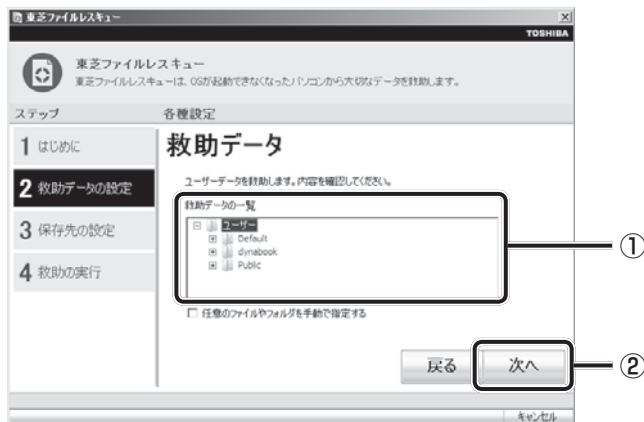 東芝ファイルレスキュー
TOSHIBA
東芝ファイルレスキュー
東芝ファイルレスキューは、OSが起動できなくなったパソコンから大切なデータを救助します。
ステップ
各種設定
1 はじめに
2 救助データの設定
3 保存先の設定
4 救助の実行
救助データ
ユーザーデータを救助します。内容を確認してください。
救助データの一覧
ユーザー
Default
dynabook
Public
①
任意のファイルやフォルダを手動で指定する
戻る
次へ
②
キャンセル